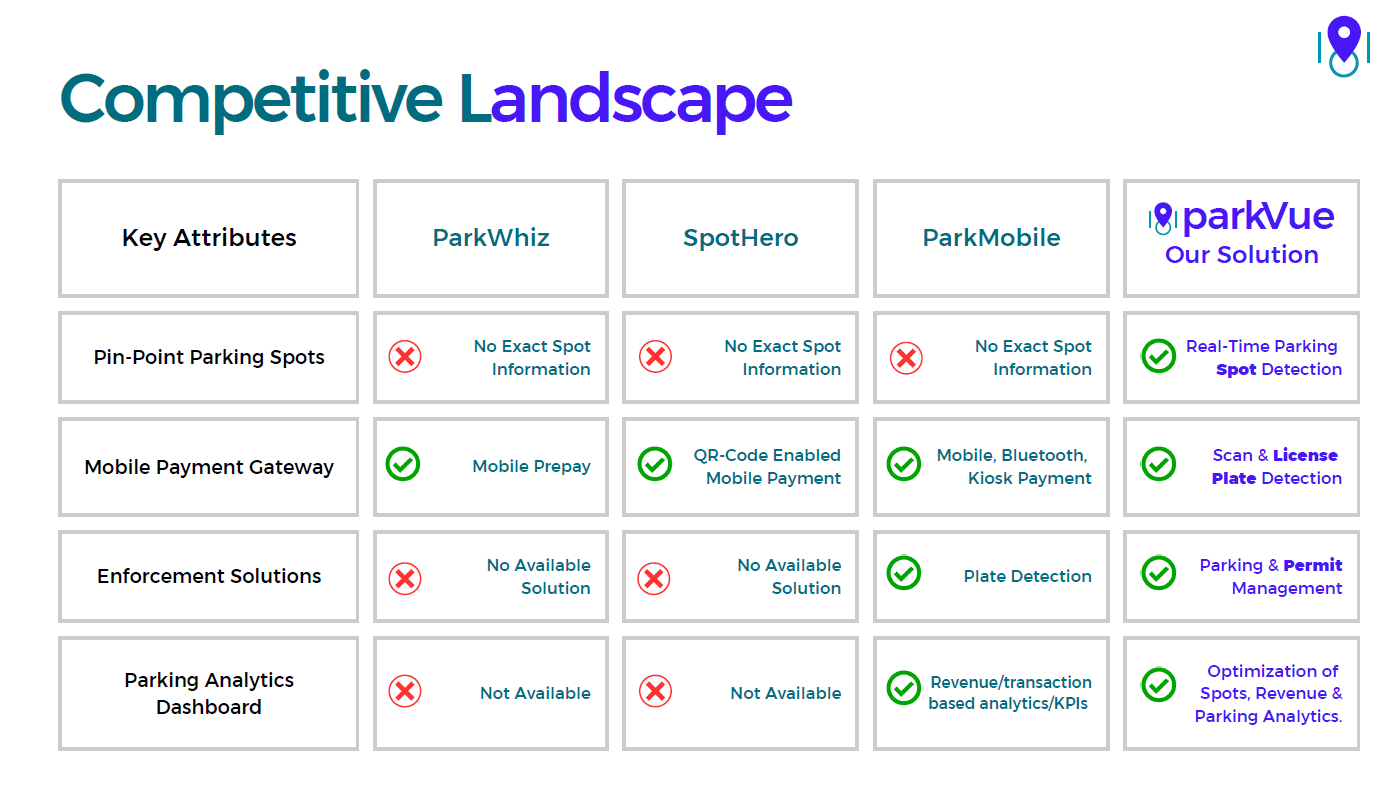 Competitive Landscape
Key Attributes
ParkWhiz
SpotHero
ParkMobile
parkVue
Our Solution
Pin-Point Parking Spots
No Exact Spot
Information
No Exact Spot
Information
No Exact Spot
Information
Real-Time Parking
Spot Detection
Mobile Payment Gateway
Mobile Prepay
QR-Code Enabled
Mobile Payment
Mobile, Bluetooth,
Kiosk Payment
Scan & License
Plate Detection
Enforcement Solutions
No Available
Solution
No Available
Solution
Plate Detection
Parking & Permit
Management
Parking Analytics
Dashboard
Not Available
Not Available
Revenue/transaction
based analytics/KPIs
Optimization of
Spots, Revenue &
Parking Analytics.